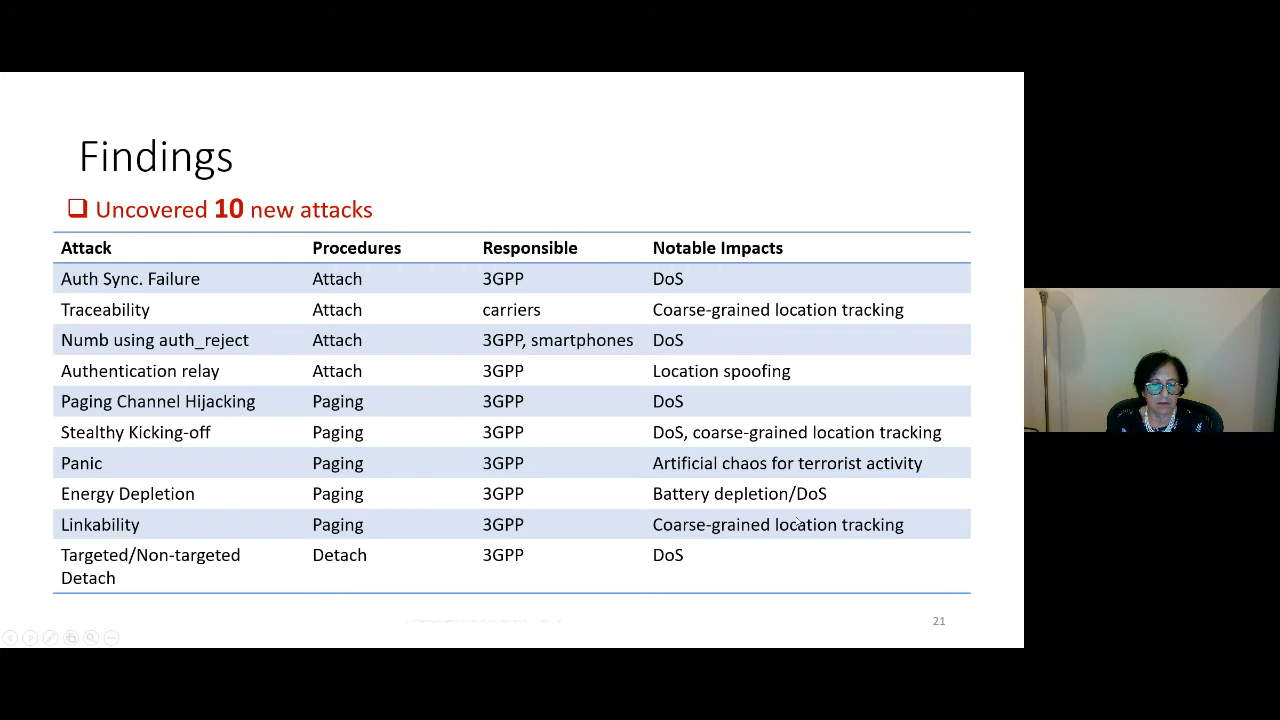 Findings
Uncovered 10 new attacks
Attack Procedures Responsible Notable Impacts
Auth Sync. Failure Attach 3GPP DoS
Traceability Attach carriers Coarse-grained location tracking
Numb using auth_reject Attach 3GPP, smartphones DoS
Authentication relay Attach 3GPP Location spoofing
Paging Channel Hijacking Paging 3GPP DoS
Stealthy Kicking-off Paging 3GPP DoS, coarse-grained location tracking
Panic Paging 3GPP Artificial chaos for terrorist activity
Energy Depletion Paging 3GPP Battery depletion/DoS
Linkability Paging 3GPP Coarse-grained location tracking
Targeted/Non-targeted Detach 3GPP DoS
Detach
21